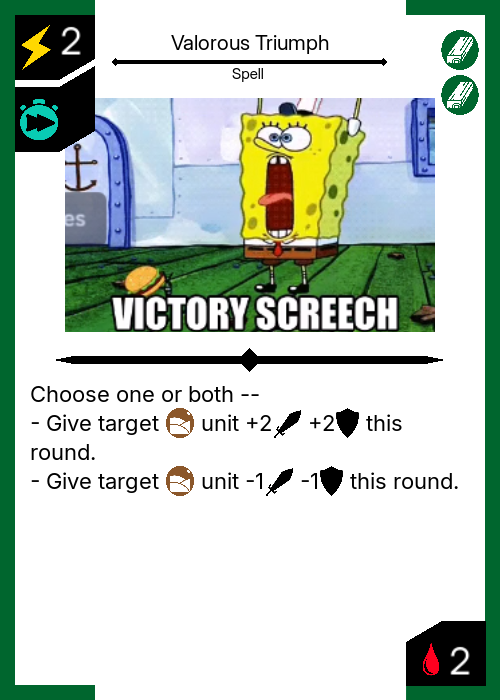 2
Valorous Triumph
Spell
es
VICTORY SCREECH
Choose one or both --
- Give target unit +2 +2 this
round.
- Give target unit -1 -1 this round.
2